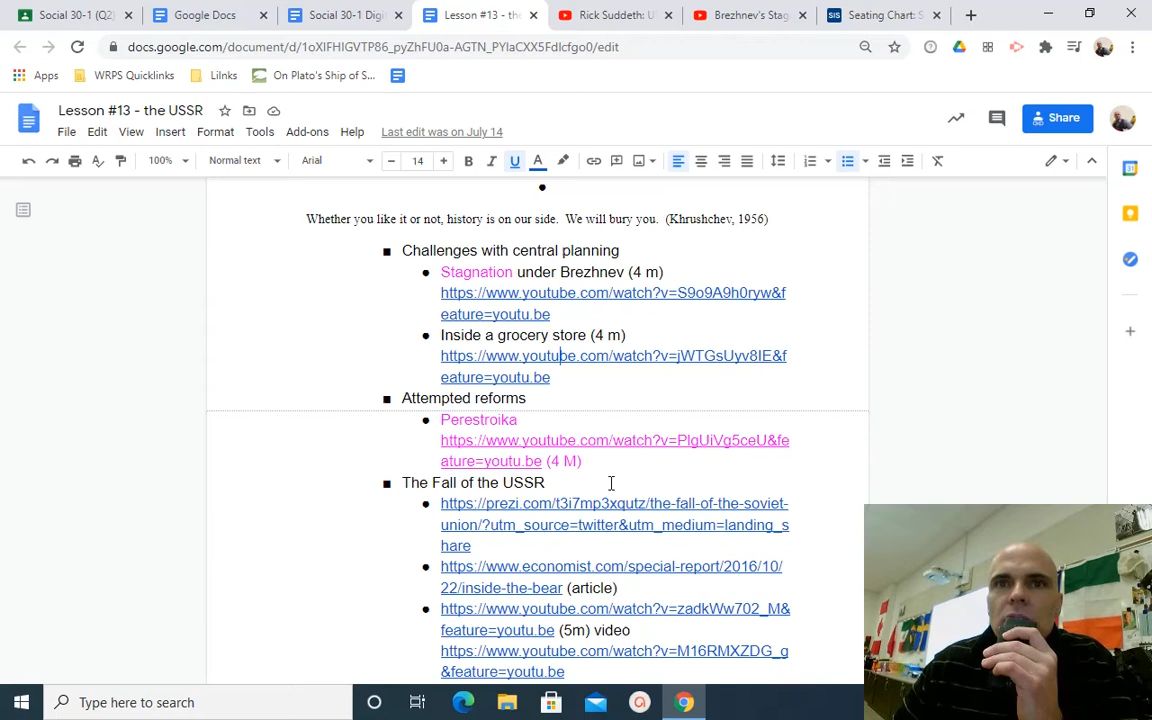 Social 30-1 (Q2)
Google Docs
Social 30-1 Digi
Lesson #13 - the
Rick Suddeth: U
Brezhnev's Stag
Seating Chart: S
docs.google.com/document/d/1oXIFHIGVTP86_pyZhFU0a-AGTN_PYlaCXX5Fdlcfgo0/edit
Apps
WRPS Quicklinks
LiInks
On Plato's Ship of S...
Lesson #13 - the USSR
File Edit View Insert Format Tools Add-ons Help Last edit was on July 14
Share
100% Normal text Arial 14 B I U A
Whether you like it or not, history is on our side. We will bury you. (Khrushchev, 1956)
Challenges with central planning
Stagnation under Brezhnev (4 m)
https://www.youtube.com/watch?v=S9o9A9h0ryw&f
eature=youtu.be
Inside a grocery store (4 m)
https://www.youtube.com/watch?v=jWTGsUyv8IE&f
eature=youtu.be
Attempted reforms
Perestroika
https://www.youtube.com/watch?v=PlgUiVg5ceU&fe
ature=youtu.be (4 M)
The Fall of the USSR
https://prezi.com/t3i7mp3xqutz/the-fall-of-the-soviet-
union/?utm_source=twitter&utm_medium=landing_s
hare
https://www.economist.com/special-report/2016/10/
22/inside-the-bear (article)
https://www.youtube.com/watch?v=zadkWw702_M&
feature=youtu.be (5m) video
https://www.youtube.com/watch?v=M16RMXZDG_g
&feature=youtu.be
Type here to search